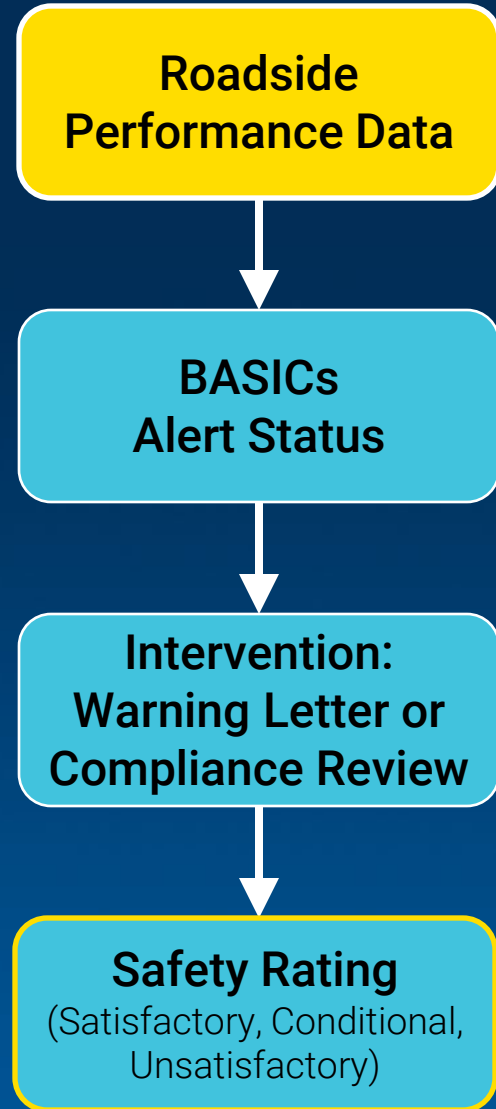 Roadside
Performance Data
BASICs
Alert Status
Intervention:
Warning Letter or
Compliance Review
Safety Rating
(Satisfactory, Conditional,
Unsatisfactory)